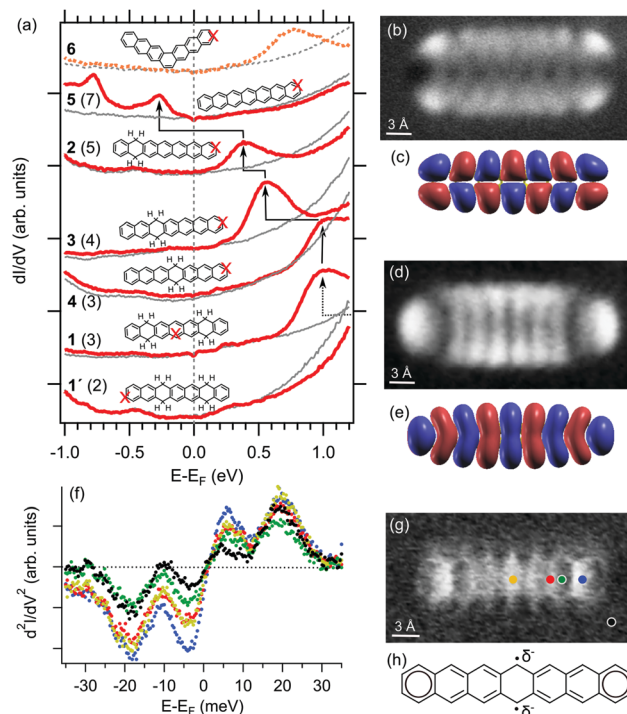 (a)
6
5 (7)
H H
2 (5)
H H
H H
3 (4)
H H
H H
4 (3)
H H
H H H H
1 (3)
H H H H
H H H H
1´ (2)
H H H H
X
X
X
X
X
X
X
dI/dV (arb. units)
-1.0 -0.5 0.0 0.5 1.0
E-EF (eV)
(b)
3 Å
(c)
(d)
3 Å
(e)
(f)
d²I/dV² (arb. units)
-30 -20 -10 0 10 20 30
E-EF (meV)
(g)
3 Å
(h)
• δ-
• δ-